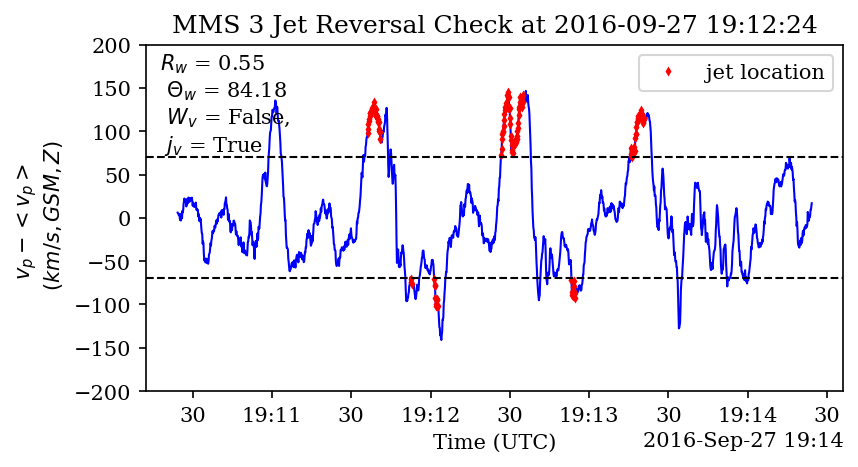 MMS 3 Jet Reversal Check at 2016-09-27 19:12:24
R_w = 0.55
Θ_w = 84.18
W_v = False,
j_v = True
jet location
v_p − < v_p >
(km/s, GSM, Z)
200
150
100
50
0
−50
−100
−150
−200
30 19:11 30 19:12 30 19:13 30 19:14 30
Time (UTC)
2016-Sep-27 19:14